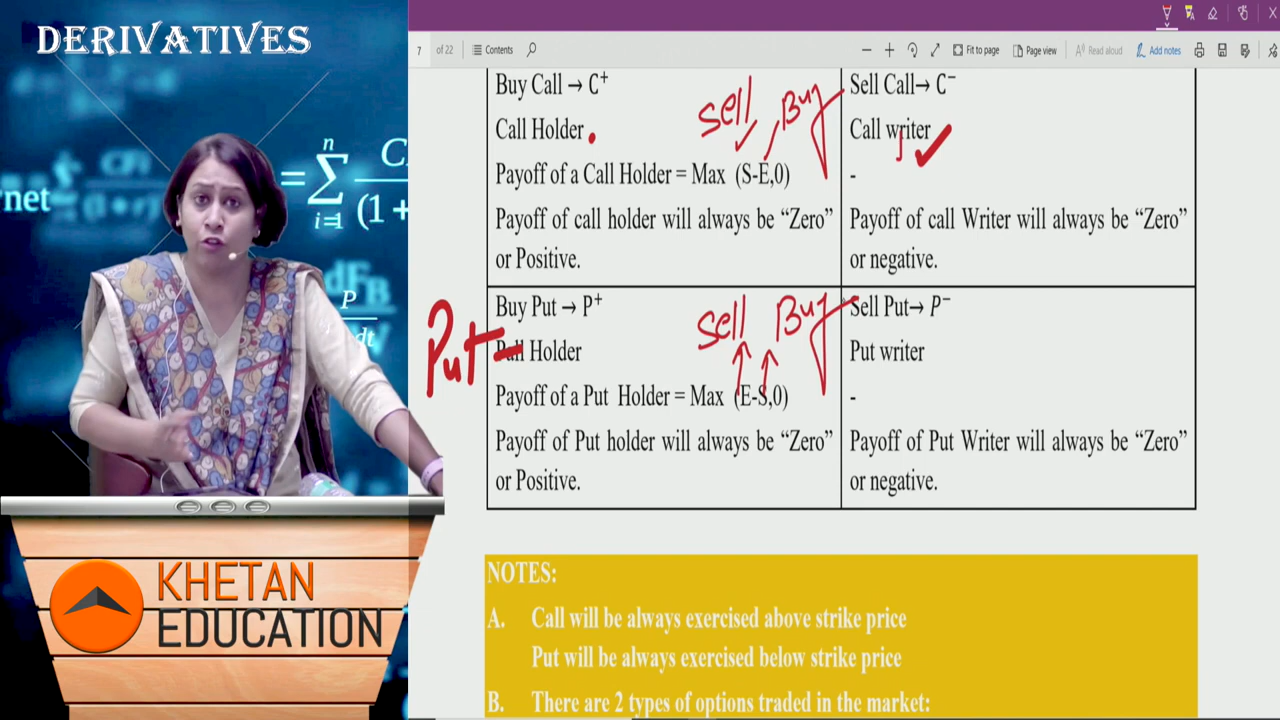 DERIVATIVES
7 of 22 Contents Fit to page Page view Read aloud Add notes
Buy Call → C⁺
Call Holder
Payoff of a Call Holder = Max (S-E,0)
Payoff of call holder will always be “Zero”
or Positive.
Sell Buy
Sell Call→ C⁻
Call writer
-
Payoff of call Writer will always be “Zero”
or negative.
Buy Put → P⁺
Put
Pull Holder
Payoff of a Put Holder = Max (E-S,0)
Payoff of Put holder will always be “Zero”
or Positive.
Sell Buy
Sell Put→ P⁻
Put writer
-
Payoff of Put Writer will always be “Zero”
or negative.
NOTES:
A. Call will be always exercised above strike price
Put will be always exercised below strike price
B. There are 2 types of options traded in the market:
net
= n Σ i=1
(1+
P
KHETAN
EDUCATION